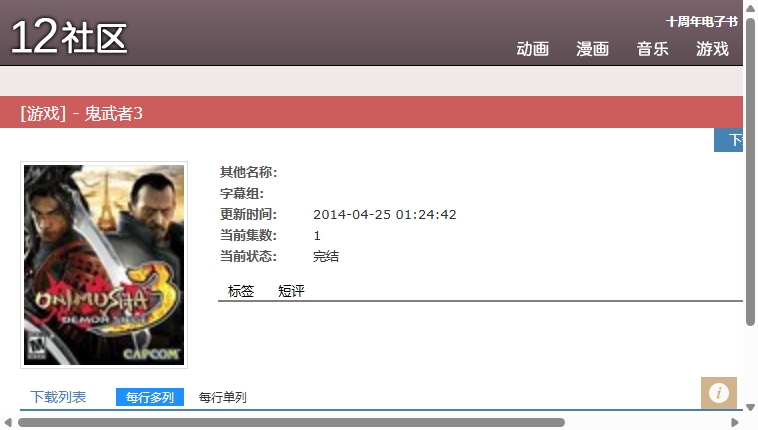 十周年电子书
12社区
动画 漫画 音乐 游戏
[游戏] - 鬼武者3
其他名称:
字幕组:
更新时间: 2014-04-25 01:24:42
当前集数: 1
当前状态: 完结
标签 短评
ONIMUSHA 3
DEMON SIEGE
CAPCOM
下载列表 每行多列 每行单列